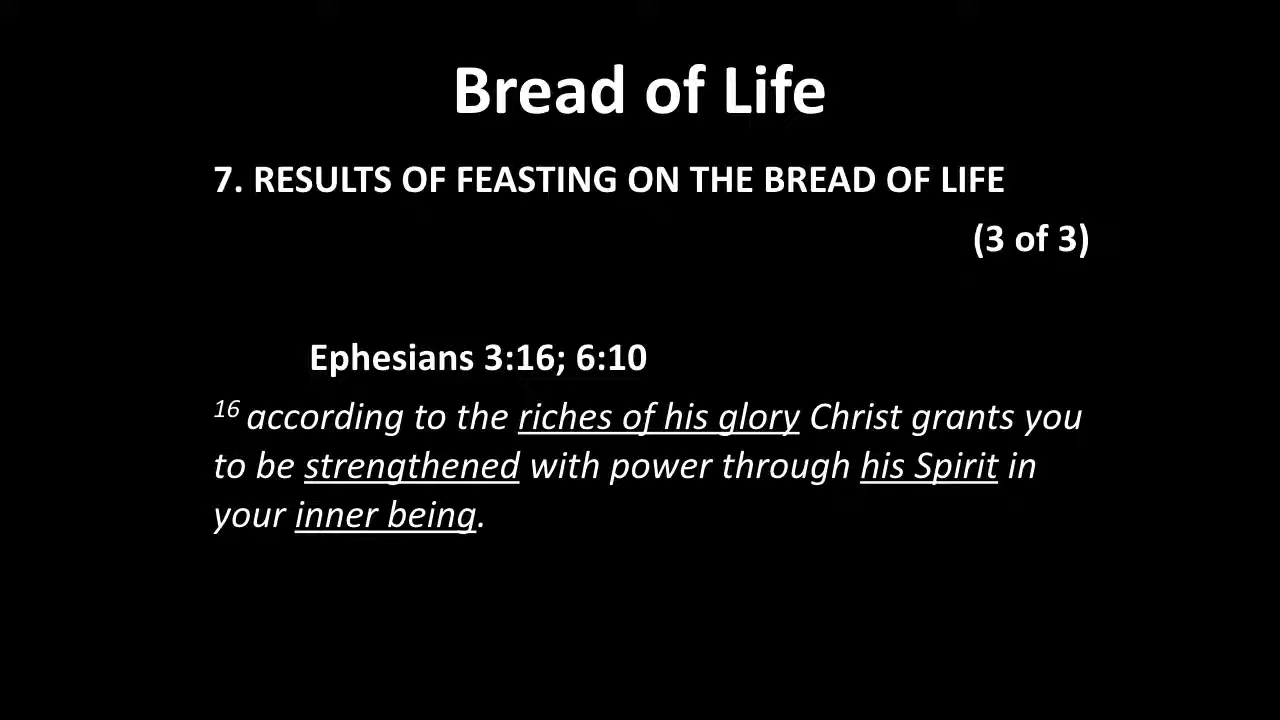 Bread of Life
7. RESULTS OF FEASTING ON THE BREAD OF LIFE
(3 of 3)
Ephesians 3:16; 6:10
16 according to the riches of his glory Christ grants you
to be strengthened with power through his Spirit in
your inner being.